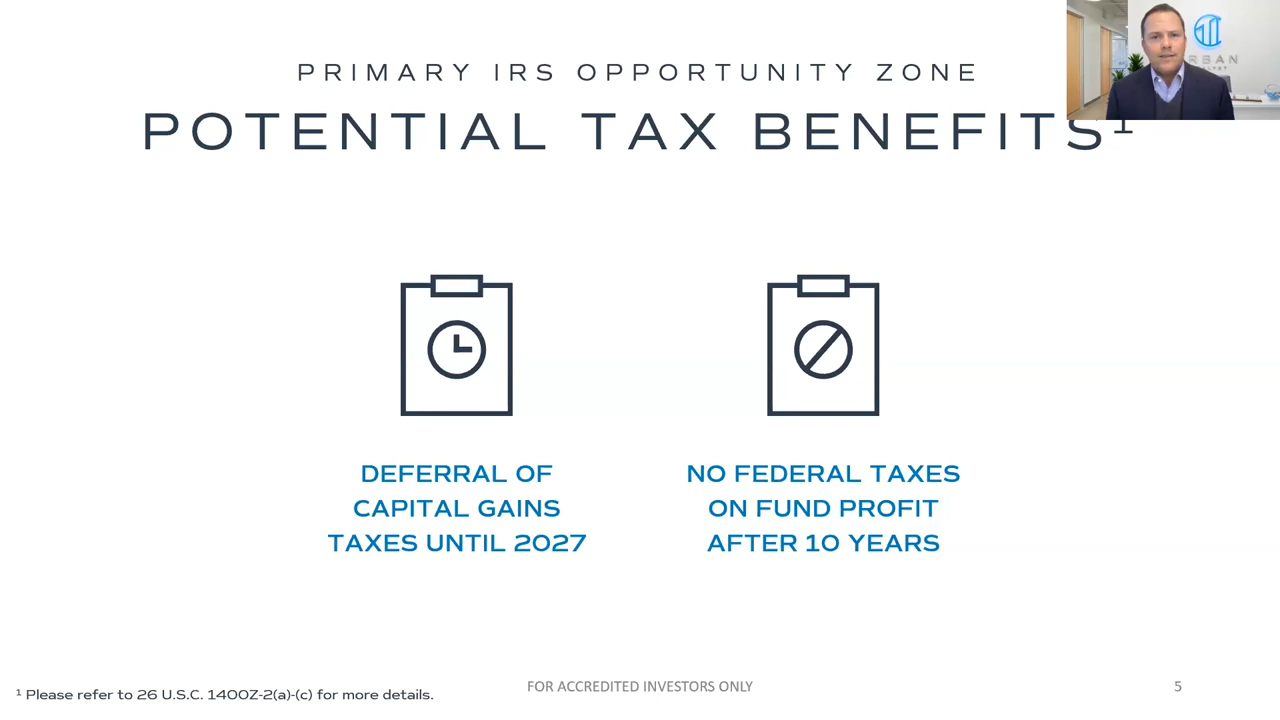 PRIMARY IRS OPPORTUNITY ZONE
POTENTIAL TAX BENEFITS¹
DEFERRAL OF
CAPITAL GAINS
TAXES UNTIL 2027
NO FEDERAL TAXES
ON FUND PROFIT
AFTER 10 YEARS
¹ Please refer to 26 U.S.C. 1400Z-2(a)-(c) for more details.
FOR ACCREDITED INVESTORS ONLY
5